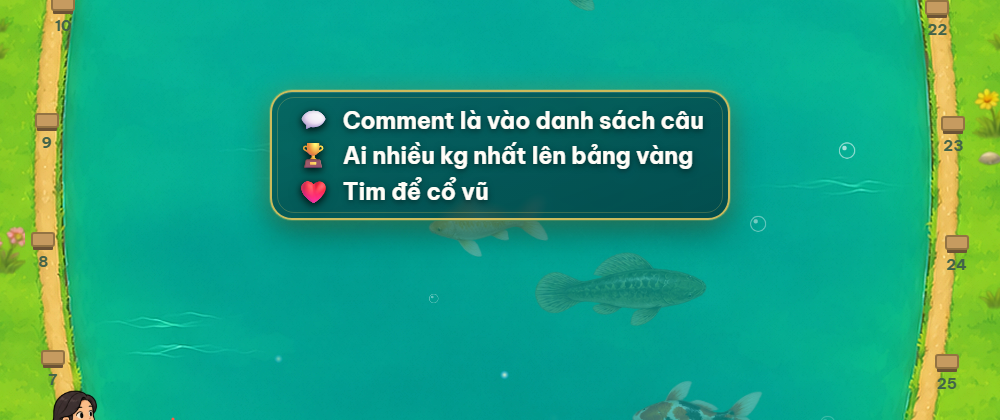 10
22
Comment là vào danh sách câu
9
23
Ai nhiều kg nhất lên bảng vàng
Tim để cổ vũ
8
24
7
25